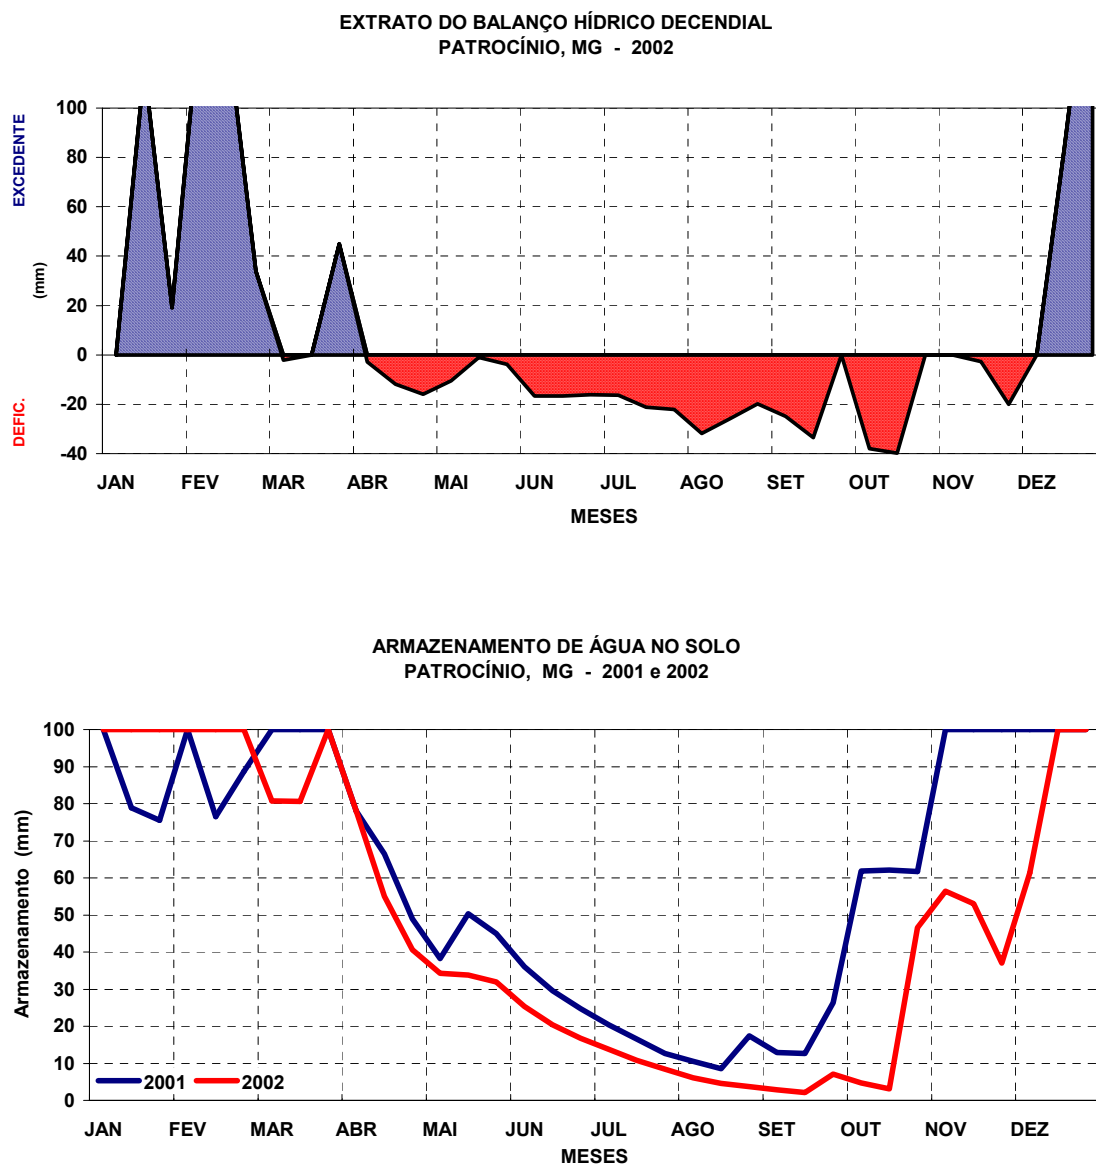 EXTRATO DO BALANÇO HÍDRICO DECENDIAL
PATROCÍNIO, MG - 2002
EXCEDENTE
(mm)
DEFIC.
100
80
60
40
20
0
-20
-40
JAN FEV MAR ABR MAI JUN JUL AGO SET OUT NOV DEZ
MESES
ARMAZENAMENTO DE ÁGUA NO SOLO
PATROCÍNIO, MG - 2001 e 2002
Armazenamento (mm)
100
90
80
70
60
50
40
30
20
10
0
2001 2002
JAN FEV MAR ABR MAI JUN JUL AGO SET OUT NOV DEZ
MESES